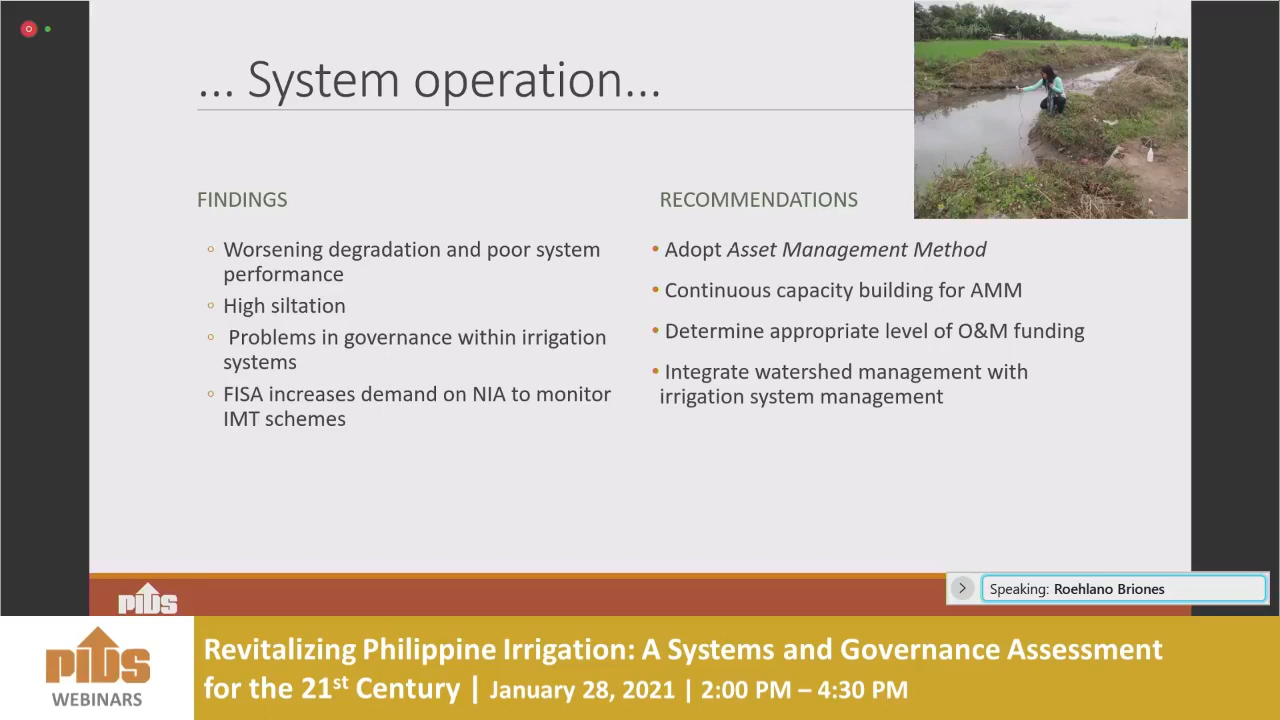 ... System operation...
FINDINGS
◦ Worsening degradation and poor system
performance
◦ High siltation
◦ Problems in governance within irrigation
systems
◦ FISA increases demand on NIA to monitor
IMT schemes
RECOMMENDATIONS
• Adopt Asset Management Method
• Continuous capacity building for AMM
• Determine appropriate level of O&M funding
• Integrate watershed management with
irrigation system management
PIDS
Speaking: Roehlano Briones
PIDS
WEBINARS
Revitalizing Philippine Irrigation: A Systems and Governance Assessment
for the 21st Century | January 28, 2021 | 2:00 PM – 4:30 PM